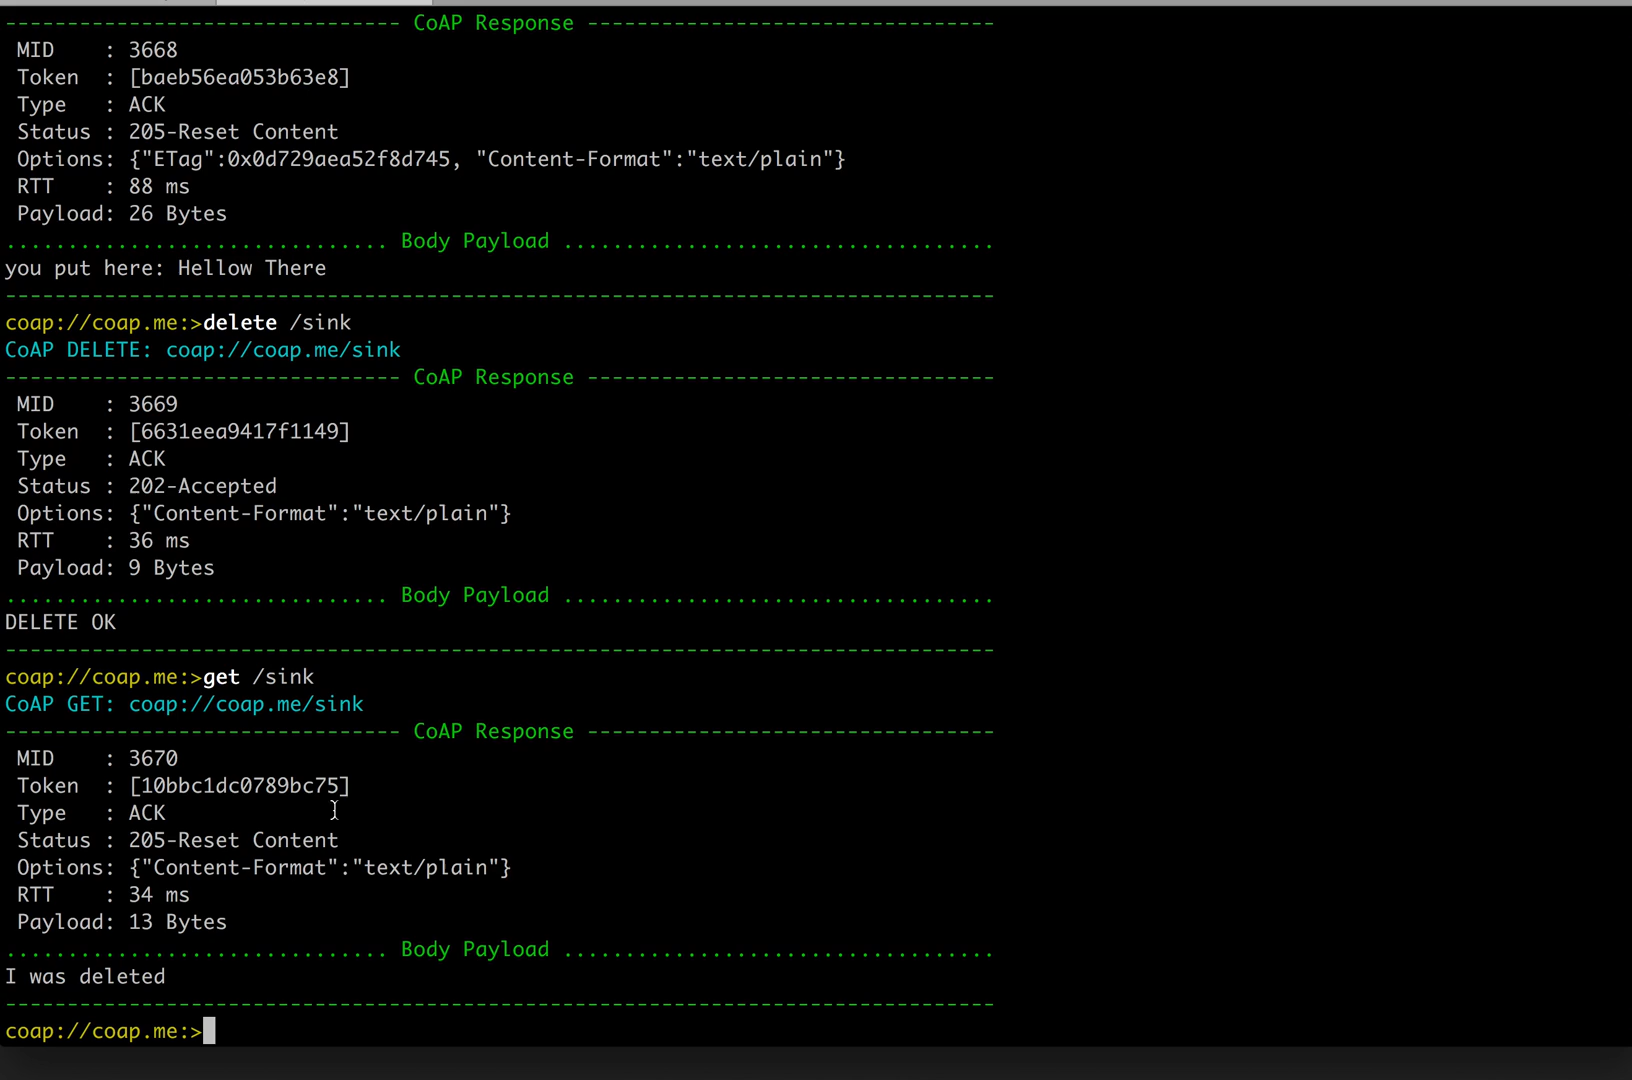 ------------------------------- CoAP Response ---------------------------------
MID    : 3668
Token  : [baeb56ea053b63e8]
Type   : ACK
Status : 205-Reset Content
Options: {"ETag":0x0d729aea52f8d745, "Content-Format":"text/plain"}
RTT    : 88 ms
Payload: 26 Bytes
............................... Body Payload ...................................
you put here: Hellow There
--------------------------------------------------------------------------------
coap://coap.me:>delete /sink
CoAP DELETE: coap://coap.me/sink
-------------------------------- CoAP Response ---------------------------------
MID    : 3669
Token  : [6631eea9417f1149]
Type   : ACK
Status : 202-Accepted
Options: {"Content-Format":"text/plain"}
RTT    : 36 ms
Payload: 9 Bytes
............................... Body Payload ...................................
DELETE OK
--------------------------------------------------------------------------------
coap://coap.me:>get /sink
CoAP GET: coap://coap.me/sink
-------------------------------- CoAP Response ---------------------------------
MID    : 3670
Token  : [10bbc1dc0789bc75]
Type   : ACK
Status : 205-Reset Content
Options: {"Content-Format":"text/plain"}
RTT    : 34 ms
Payload: 13 Bytes
............................... Body Payload ...................................
I was deleted
--------------------------------------------------------------------------------
coap://coap.me:>